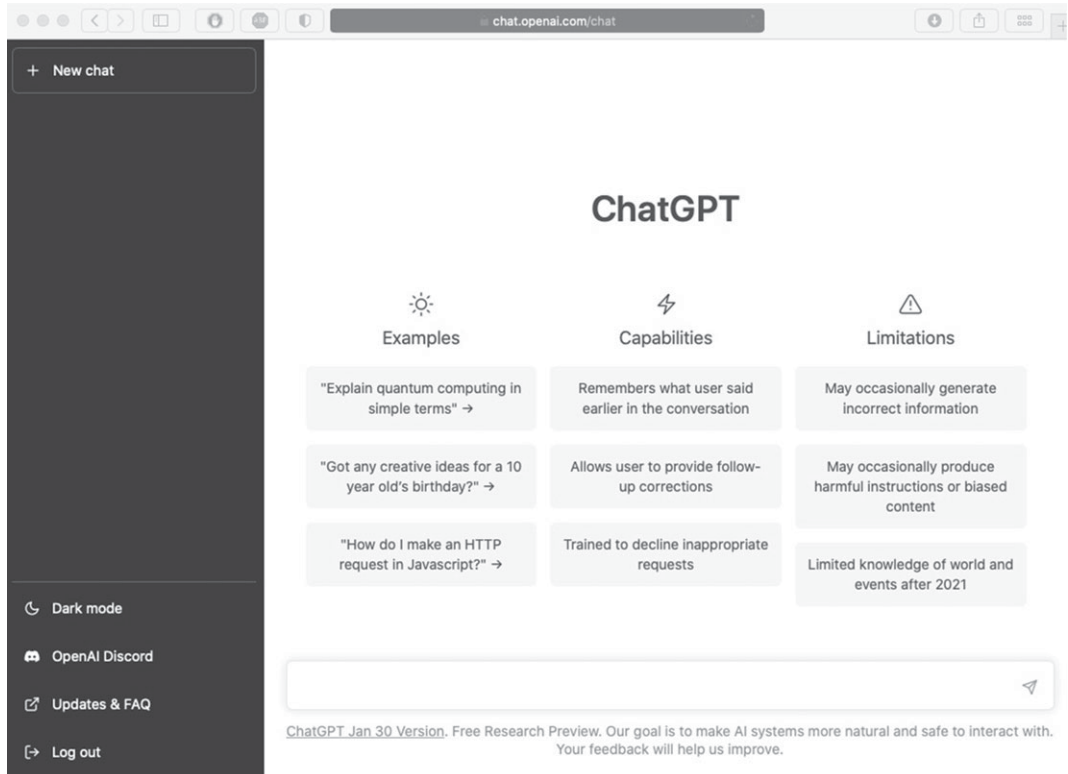 chat.openai.com/chat
+ New chat
ChatGPT
Examples
"Explain quantum computing in
simple terms" →
"Got any creative ideas for a 10
year old's birthday?" →
"How do I make an HTTP
request in Javascript?" →
Capabilities
Remembers what user said
earlier in the conversation
Allows user to provide follow-
up corrections
Trained to decline inappropriate
requests
Limitations
May occasionally generate
incorrect information
May occasionally produce
harmful instructions or biased
content
Limited knowledge of world and
events after 2021
Dark mode
OpenAI Discord
Updates & FAQ
Log out
ChatGPT Jan 30 Version. Free Research Preview. Our goal is to make AI systems more natural and safe to interact with.
Your feedback will help us improve.